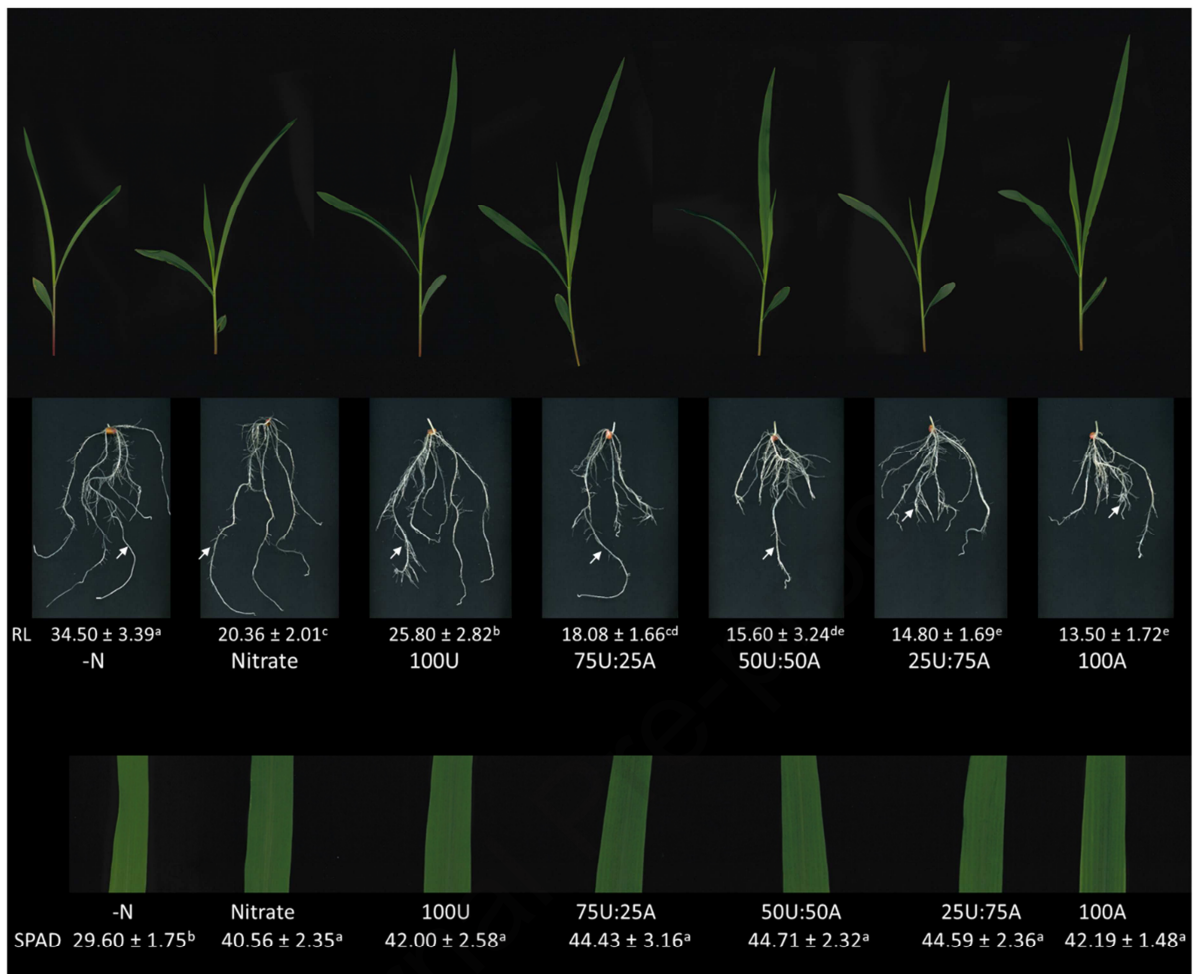 RL 34.50 ± 3.39ᵃ 20.36 ± 2.01ᶜ 25.80 ± 2.82ᵇ 18.08 ± 1.66ᶜᵈ 15.60 ± 3.24ᵈᵉ 14.80 ± 1.69ᵉ 13.50 ± 1.72ᵉ
-N Nitrate 100U 75U:25A 50U:50A 25U:75A 100A
-N Nitrate 100U 75U:25A 50U:50A 25U:75A 100A
SPAD 29.60 ± 1.75ᵇ 40.56 ± 2.35ᵃ 42.00 ± 2.58ᵃ 44.43 ± 3.16ᵃ 44.71 ± 2.32ᵃ 44.59 ± 2.36ᵃ 42.19 ± 1.48ᵃ